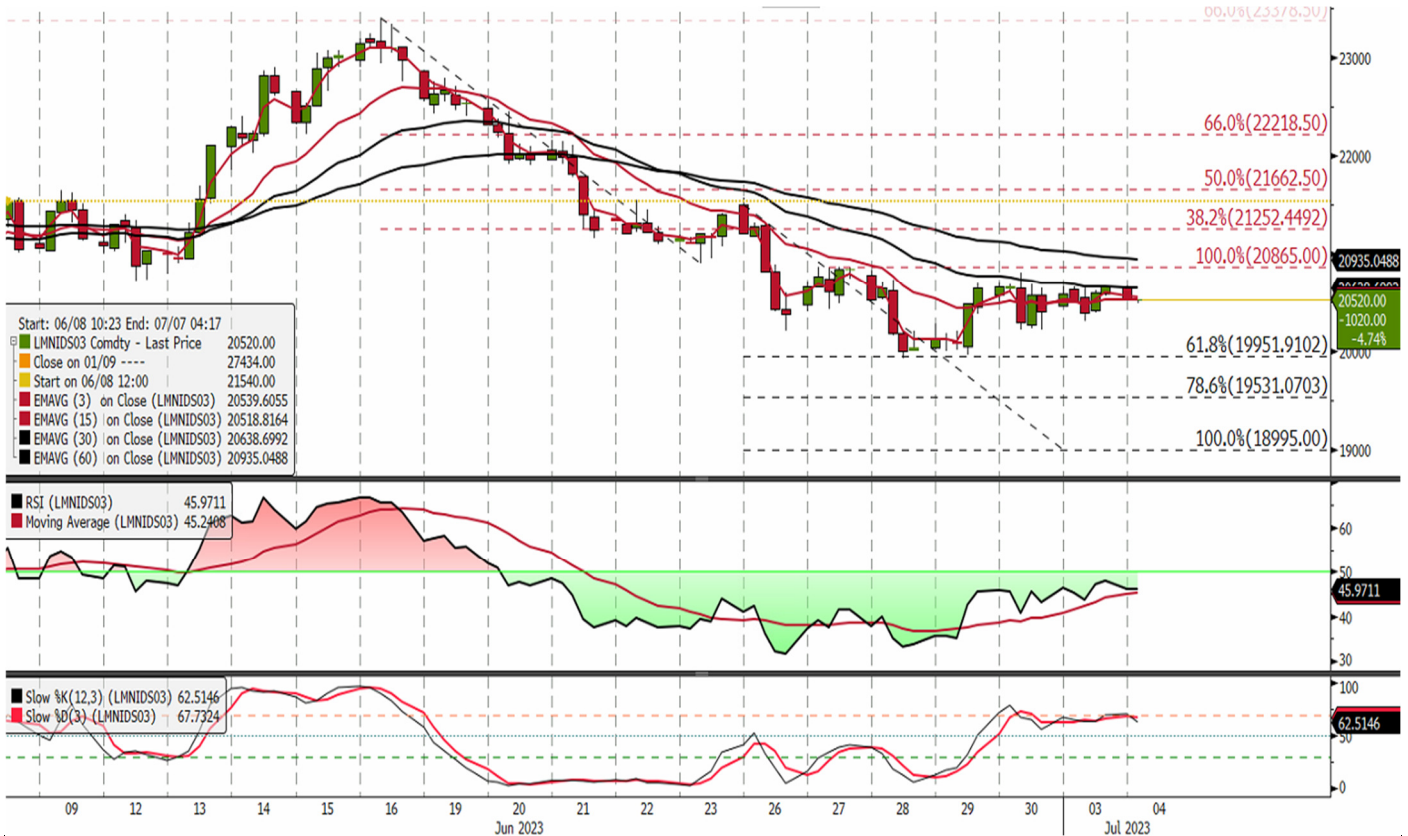 66.0%(23378.50)
23000
66.0%(22218.50)
22000
50.0%(21662.50)
38.2%(21252.4492)
100.0%(20865.00)
20935.0488
20638.6992
20520.00
-1020.00
-4.74%
20000
61.8%(19951.9102)
78.6%(19531.0703)
100.0%(18995.00)
19000
Start: 06/08 10:23 End: 07/07 04:17
LMNIDS03 Comdty - Last Price 20520.00
Close on 01/09 ---- 27434.00
Start on 06/08 12:00 21540.00
EMAVG (3) on Close (LMNIDS03) 20539.6055
EMAVG (15) on Close (LMNIDS03) 20518.8164
EMAVG (30) on Close (LMNIDS03) 20638.6992
EMAVG (60) on Close (LMNIDS03) 20935.0488
RSI (LMNIDS03) 45.9711
Moving Average (LMNIDS03) 45.2408
60
50
45.9711
40
30
Slow %K(12,3) (LMNIDS03) 62.5146
Slow %D(3) (LMNIDS03) 67.7324
100
62.5146
50
0
09 12 13 14 15 16 19 20 21 22 23 26 27 28 29 30 03 04
Jun 2023 Jul 2023